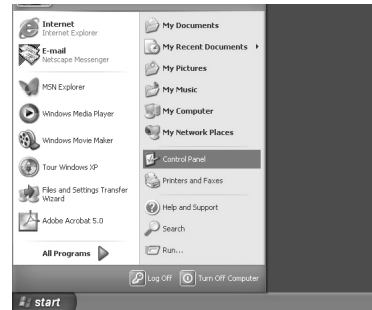 Internet
Internet Explorer
E-mail
Netscape Messenger
MSN Explorer
Windows Media Player
Windows Movie Maker
Tour Windows XP
Files and Settings Transfer
Wizard
Adobe Acrobat 5.0
All Programs
My Documents
My Recent Documents
My Pictures
My Music
My Computer
My Network Places
Control Panel
Printers and Faxes
Help and Support
Search
Run...
Log Off
Turn Off Computer
start